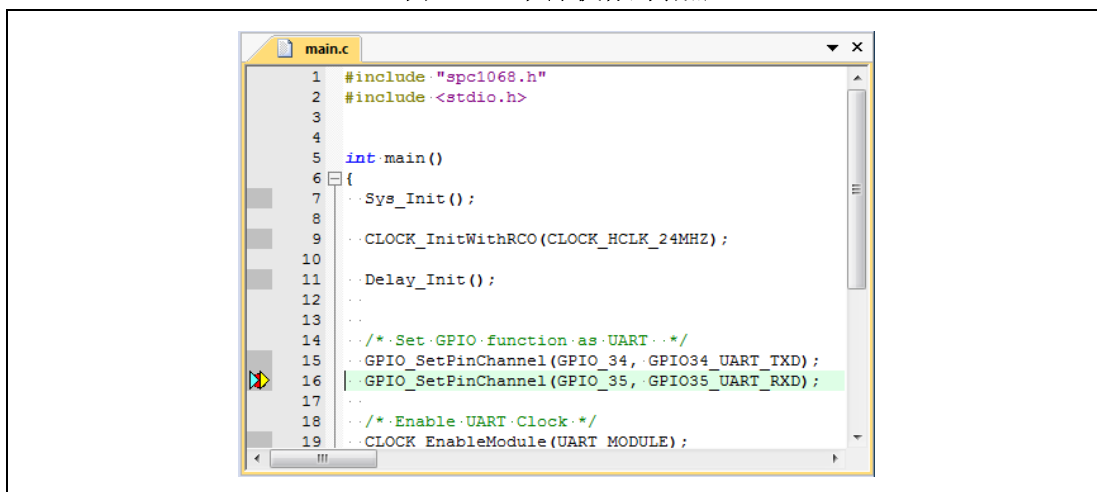 main.c
1 #include "spc1068.h"
2 #include <stdio.h>
3
4
5 int main()
6 {
7 Sys_Init();
8
9 CLOCK_InitWithRCO(CLOCK_HCLK_24MHZ);
10
11 Delay_Init();
12
13
14 /* Set GPIO function as UART */
15 GPIO_SetPinChannel(GPIO_34, GPIO34_UART_TXD);
16 GPIO_SetPinChannel(GPIO_35, GPIO35_UART_RXD);
17
18 /* Enable UART Clock */
19 CLOCK_EnableModule(UART_MODULE);